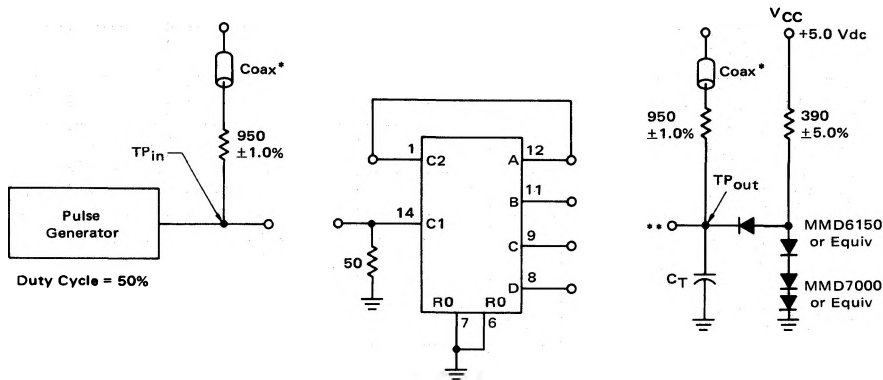 Coax*
950
±1.0%
TPin
Pulse
Generator
Duty Cycle = 50%
1
C2
A
12
B
11
14
C1
C
9
50
D
8
R0
R0
7
6
VCC
+5.0 Vdc
Coax*
950
±1.0%
390
±5.0%
TPout
**
MMD6150
or Equiv
CT
MMD7000
or Equiv